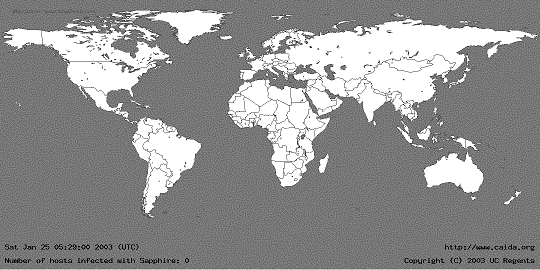 Sat Jan 25 05:29:00 2003 (UTC)
http://www.caida.org
Number of hosts infected with Sapphire: 0
Copyright (C) 2003 UC Regents